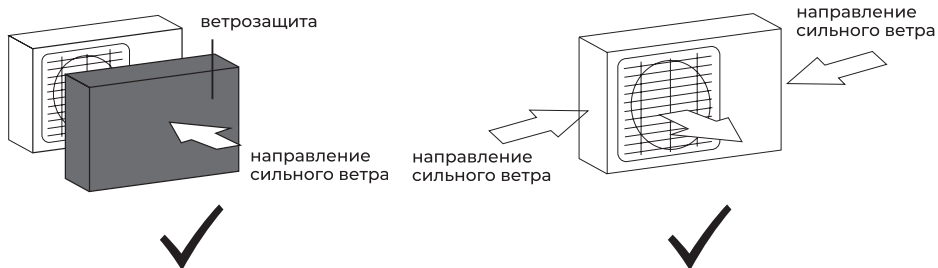 ветрозащита
направление
сильного ветра
направление
сильного ветра
направление
сильного ветра